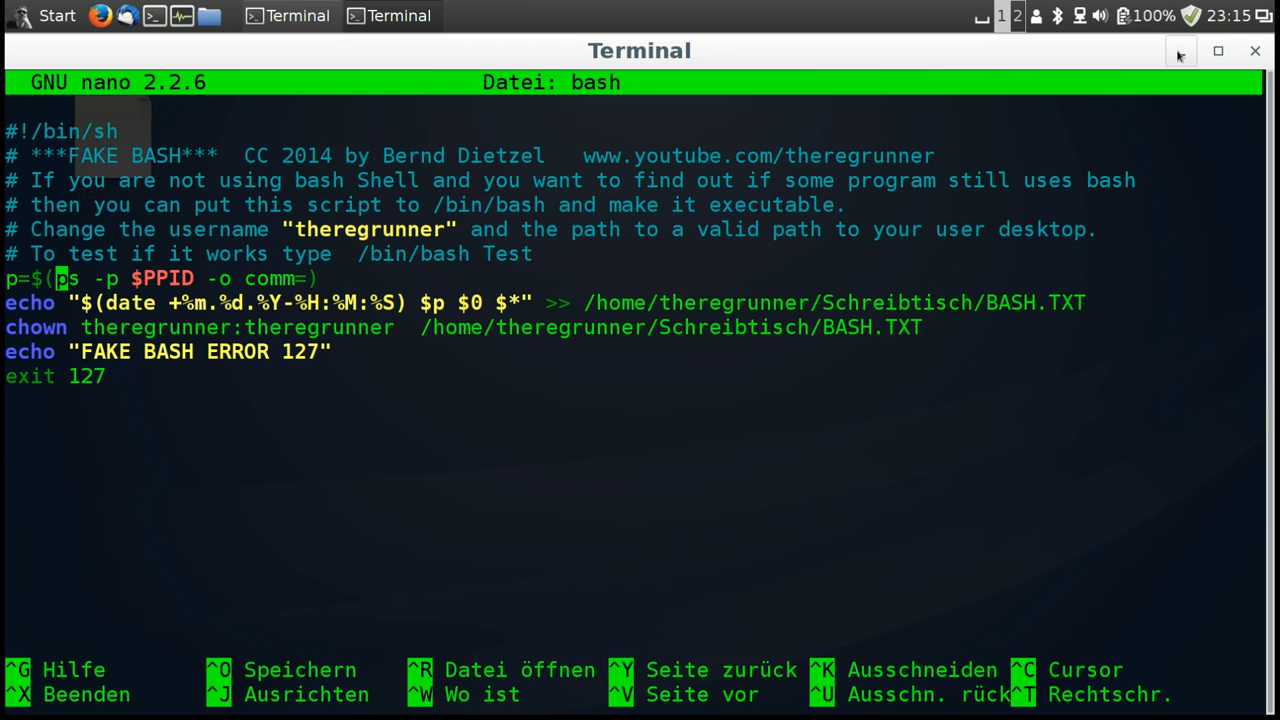 Start Terminal Terminal 1 2 100% 23:15
Terminal
GNU nano 2.2.6 Datei: bash
#!/bin/sh
# ***FAKE BASH*** CC 2014 by Bernd Dietzel www.youtube.com/theregrunner
# If you are not using bash Shell and you want to find out if some program still uses bash
# then you can put this script to /bin/bash and make it executable.
# Change the username "theregrunner" and the path to a valid path to your user desktop.
# To test if it works type /bin/bash Test
p=$(ps -p $PPID -o comm=)
echo "$(date +%m.%d.%Y-%H:%M:%S) $p $0 $*" >> /home/theregrunner/Schreibtisch/BASH.TXT
chown theregrunner:theregrunner /home/theregrunner/Schreibtisch/BASH.TXT
echo "FAKE BASH ERROR 127"
exit 127
^G Hilfe ^O Speichern ^R Datei öffnen ^Y Seite zurück ^K Ausschneiden ^C Cursor
^X Beenden ^J Ausrichten ^W Wo ist ^V Seite vor ^U Ausschn. rück ^T Rechtschr.